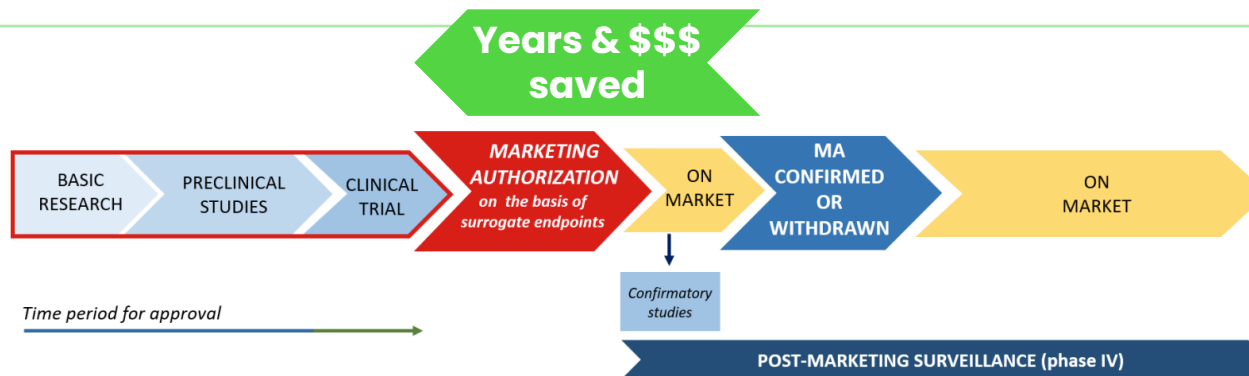 Years & $$$
saved
BASIC
RESEARCH
PRECLINICAL
STUDIES
CLINICAL
TRIAL
MARKETING
AUTHORIZATION
on the basis of
surrogate endpoints
ON
MARKET
MA
CONFIRMED
OR
WITHDRAWN
ON
MARKET
Confirmatory
studies
Time period for approval
POST-MARKETING SURVEILLANCE (phase IV)